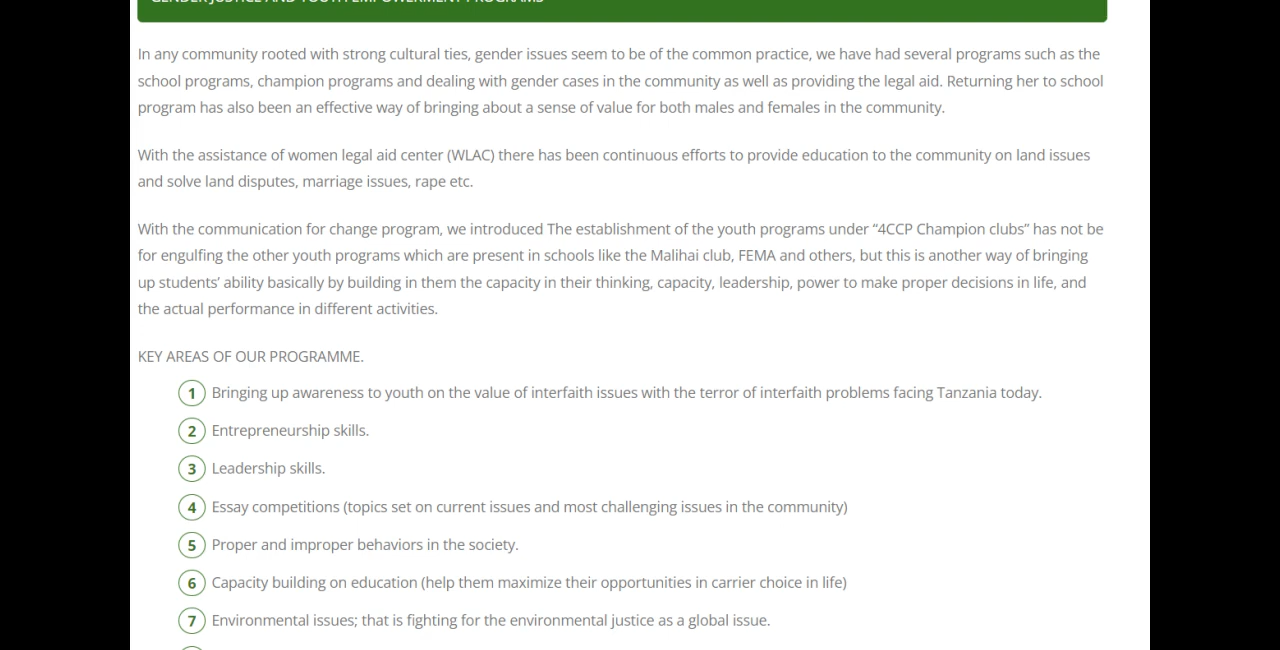 GENDER JUSTICE AND YOUTH EMPOWERMENT PROGRAMS
In any community rooted with strong cultural ties, gender issues seem to be of the common practice, we have had several programs such as the
school programs, champion programs and dealing with gender cases in the community as well as providing the legal aid. Returning her to school
program has also been an effective way of bringing about a sense of value for both males and females in the community.
With the assistance of women legal aid center (WLAC) there has been continuous efforts to provide education to the community on land issues
and solve land disputes, marriage issues, rape etc.
With the communication for change program, we introduced The establishment of the youth programs under “4CCP Champion clubs” has not be
for engulfing the other youth programs which are present in schools like the Malihai club, FEMA and others, but this is another way of bringing
up students’ ability basically by building in them the capacity in their thinking, capacity, leadership, power to make proper decisions in life, and
the actual performance in different activities.
KEY AREAS OF OUR PROGRAMME.
1 Bringing up awareness to youth on the value of interfaith issues with the terror of interfaith problems facing Tanzania today.
2 Entrepreneurship skills.
3 Leadership skills.
4 Essay competitions (topics set on current issues and most challenging issues in the community)
5 Proper and improper behaviors in the society.
6 Capacity building on education (help them maximize their opportunities in carrier choice in life)
7 Environmental issues; that is fighting for the environmental justice as a global issue.